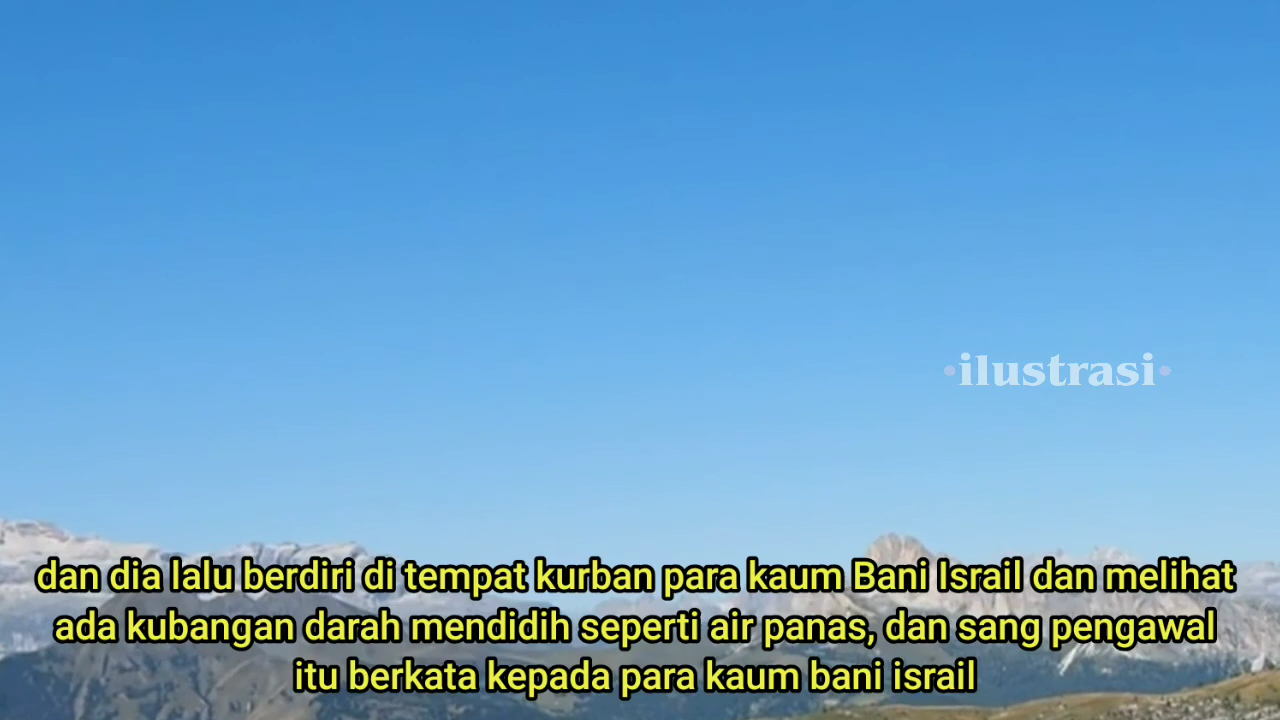 •ilustrasi•
dan dia lalu berdiri di tempat kurban para kaum Bani Israil dan melihat
ada kubangan darah mendidih seperti air panas, dan sang pengawal
itu berkata kepada para kaum bani israil